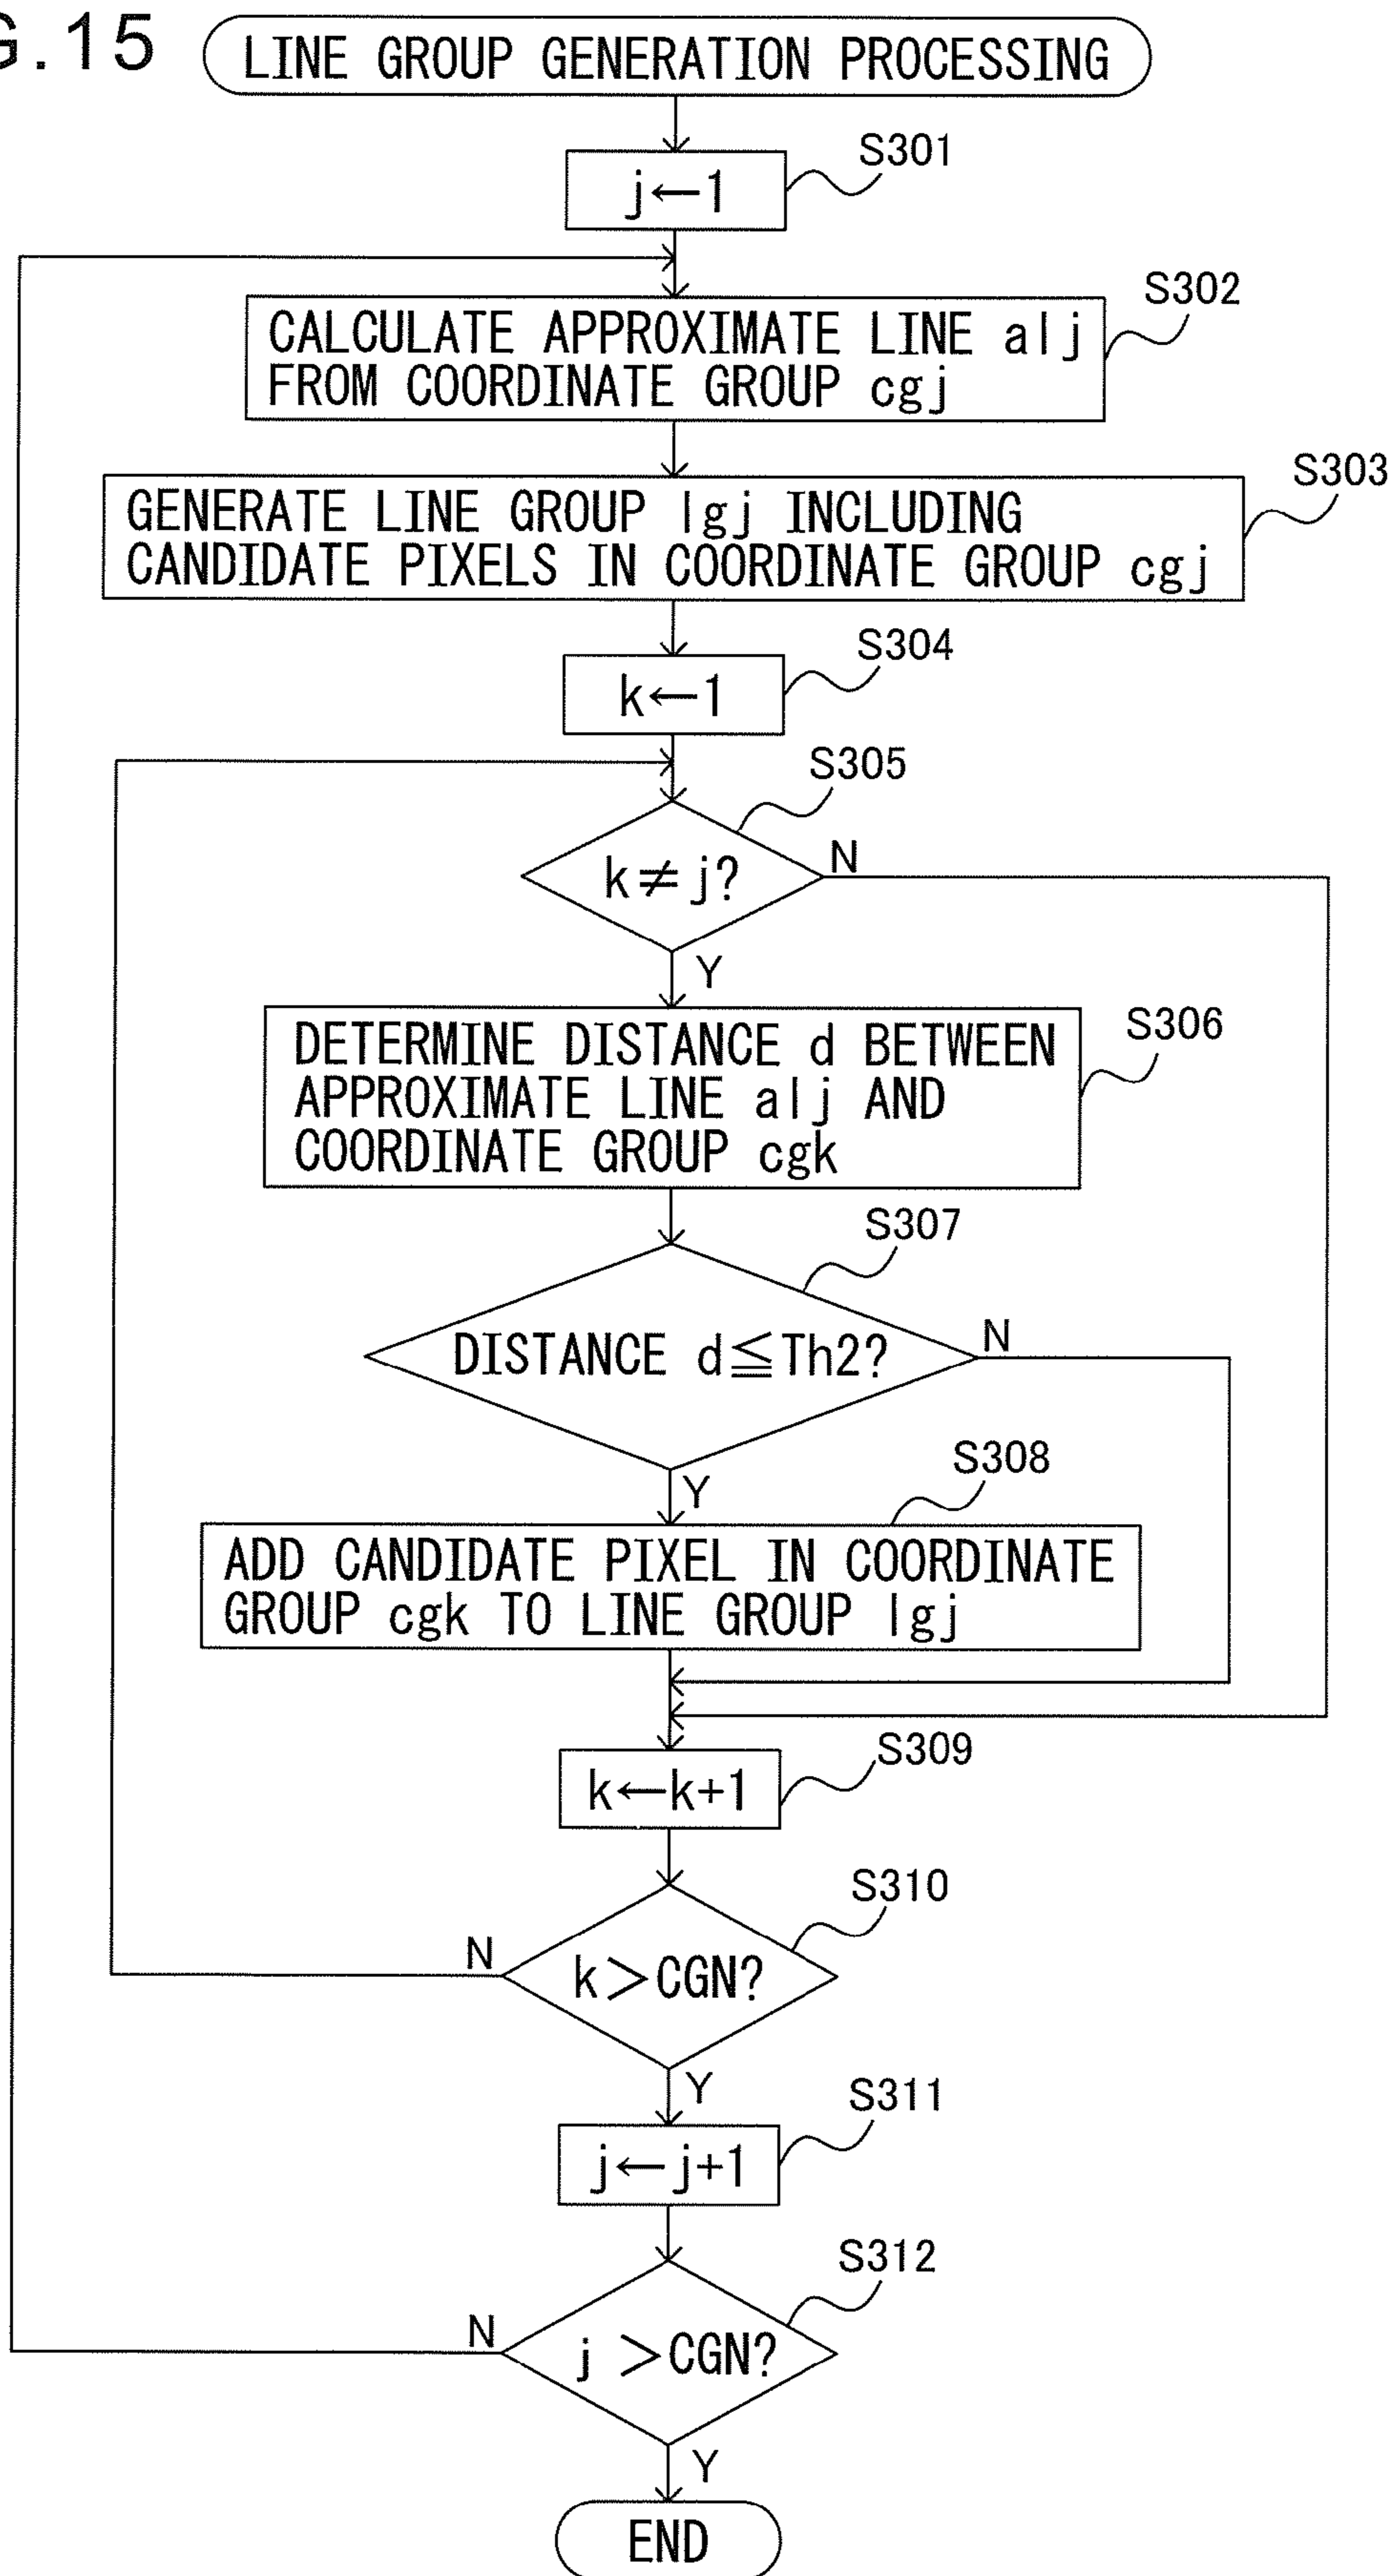 G.15
LINE GROUP GENERATION PROCESSING
S301
j←1
S302
CALCULATE APPROXIMATE LINE alj
FROM COORDINATE GROUP cgj
S303
GENERATE LINE GROUP lgj INCLUDING
CANDIDATE PIXELS IN COORDINATE GROUP cgj
S304
k←1
S305
k≠j?
N
Y
S306
DETERMINE DISTANCE d BETWEEN
APPROXIMATE LINE alj AND
COORDINATE GROUP cgk
S307
DISTANCE d≦Th2?
N
Y
S308
ADD CANDIDATE PIXEL IN COORDINATE
GROUP cgk TO LINE GROUP lgj
S309
k←k+1
S310
k>CGN?
N
Y
S311
j←j+1
S312
j >CGN?
N
Y
END